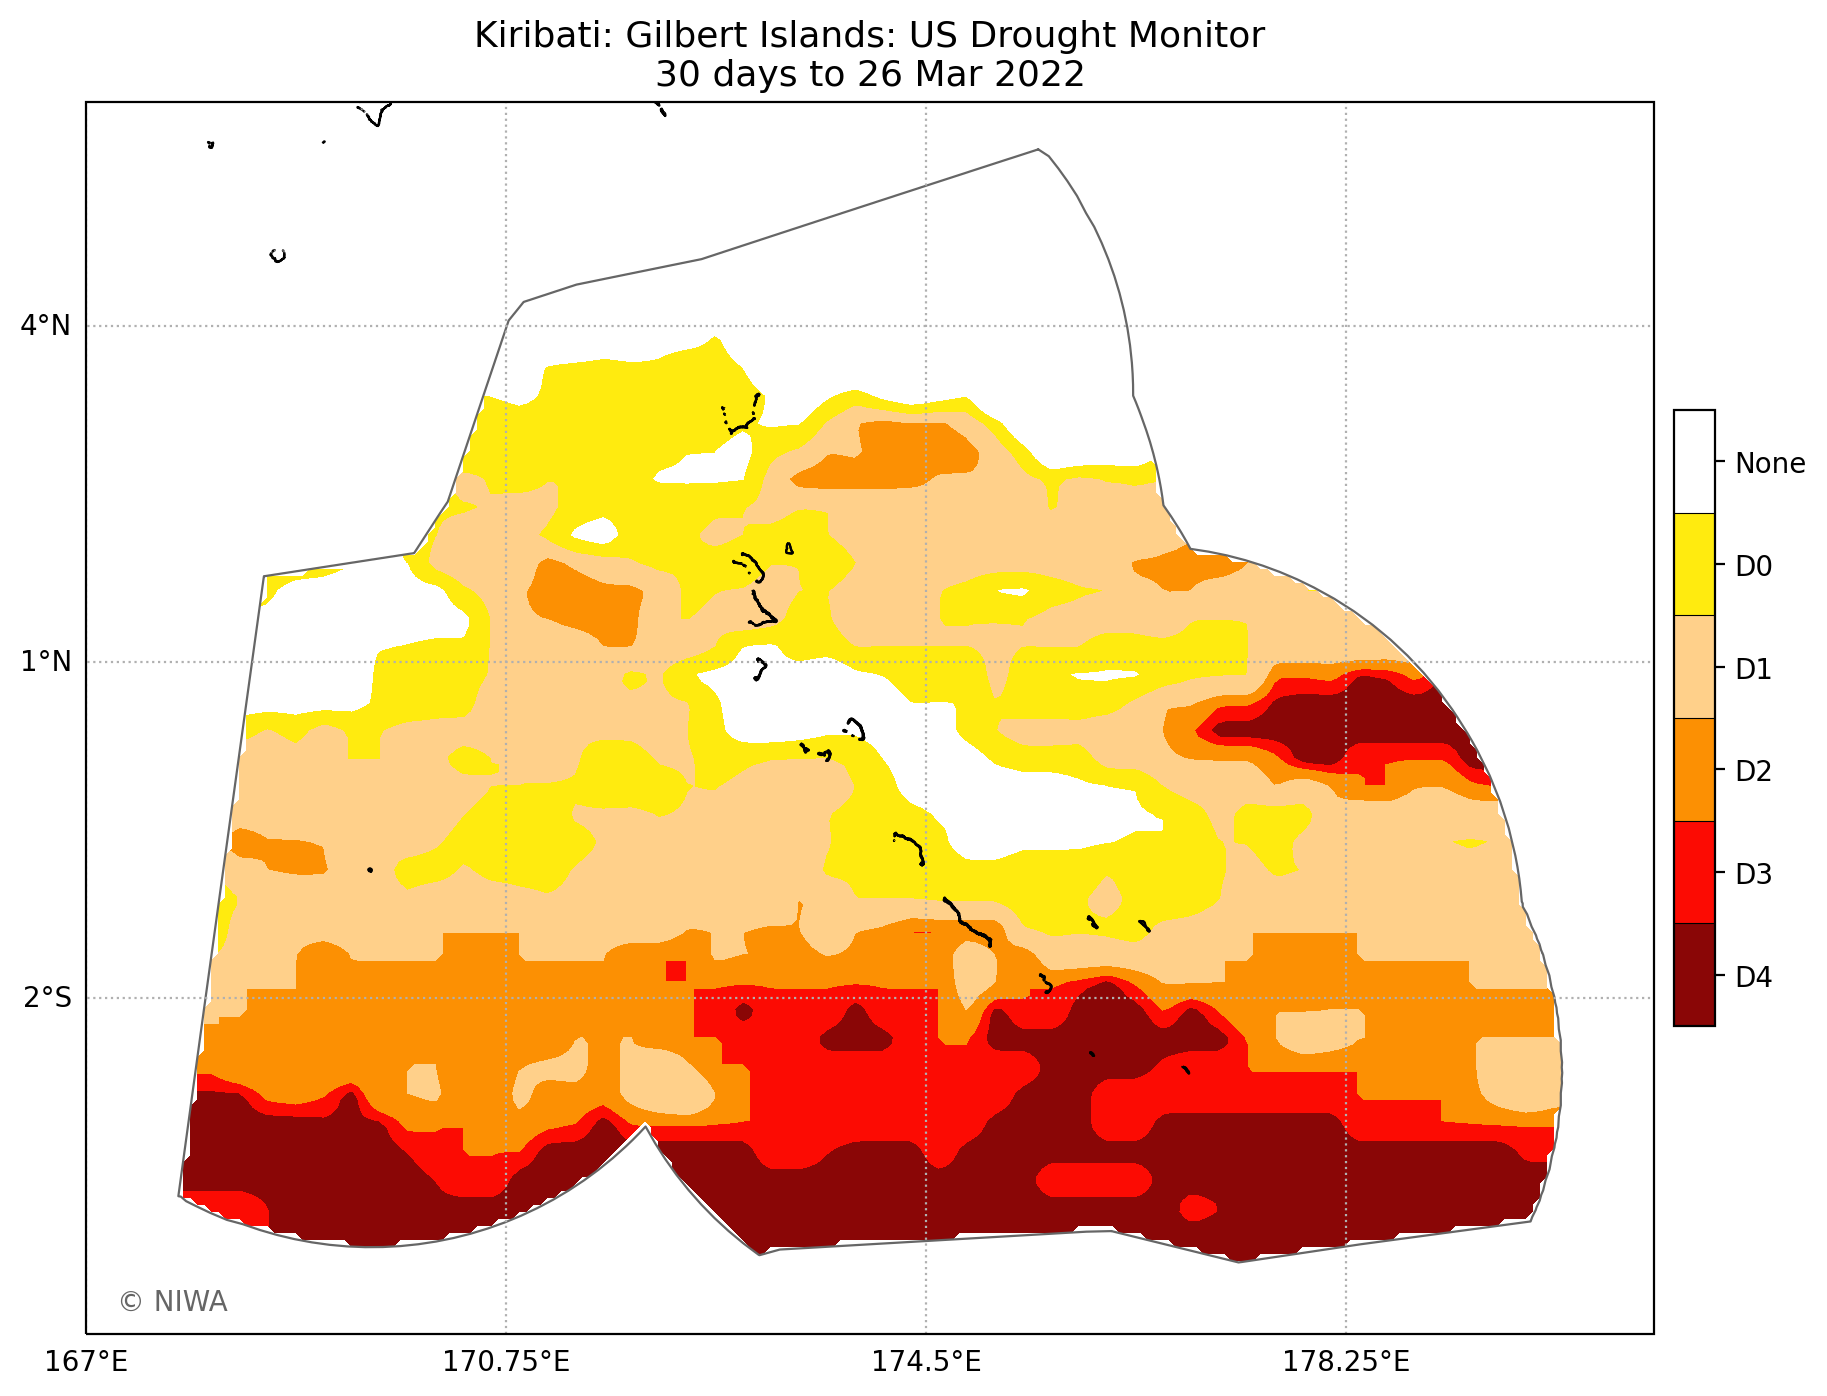 Kiribati: Gilbert Islands: US Drought Monitor
30 days to 26 Mar 2022
4°N
1°N
2°S
None
D0
D1
D2
D3
D4
© NIWA
167°E
170.75°E
174.5°E
178.25°E